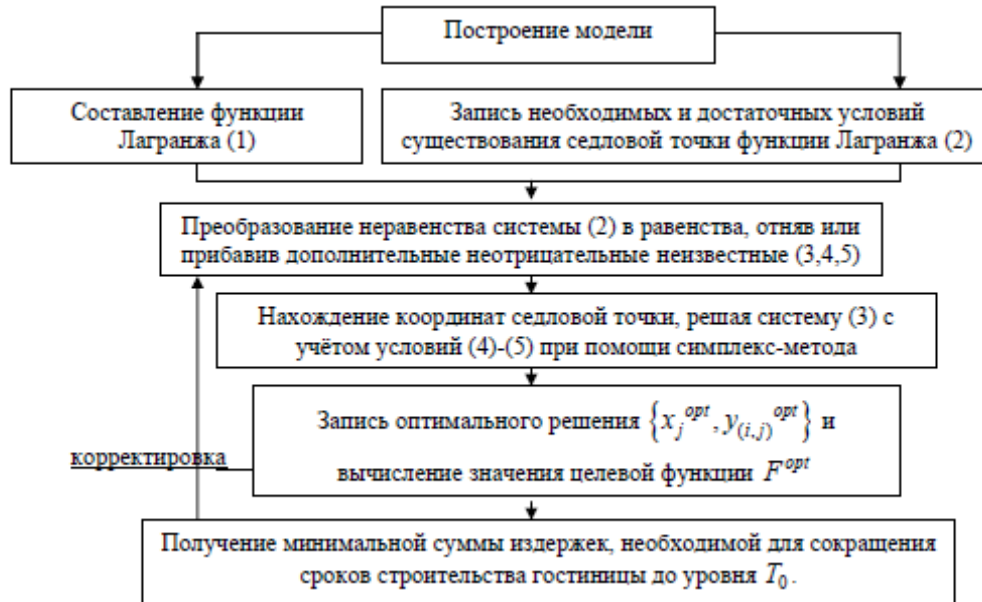 Построение модели
Составление функции
Лагранжа (1)
Запись необходимых и достаточных условий
существования седловой точки функции Лагранжа (2)
Преобразование неравенства системы (2) в равенства, отняв или
прибавив дополнительные неотрицательные неизвестные (3,4,5)
Нахождение координат седловой точки, решая систему (3) с
учётом условий (4)-(5) при помощи симплекс-метода
Запись оптимального решения {x_j^{opt}, y_{(i,j)}^{opt}} и
вычисление значения целевой функции F^{opt}
корректировка
Получение минимальной суммы издержек, необходимой для сокращения
сроков строительства гостиницы до уровня T_0.